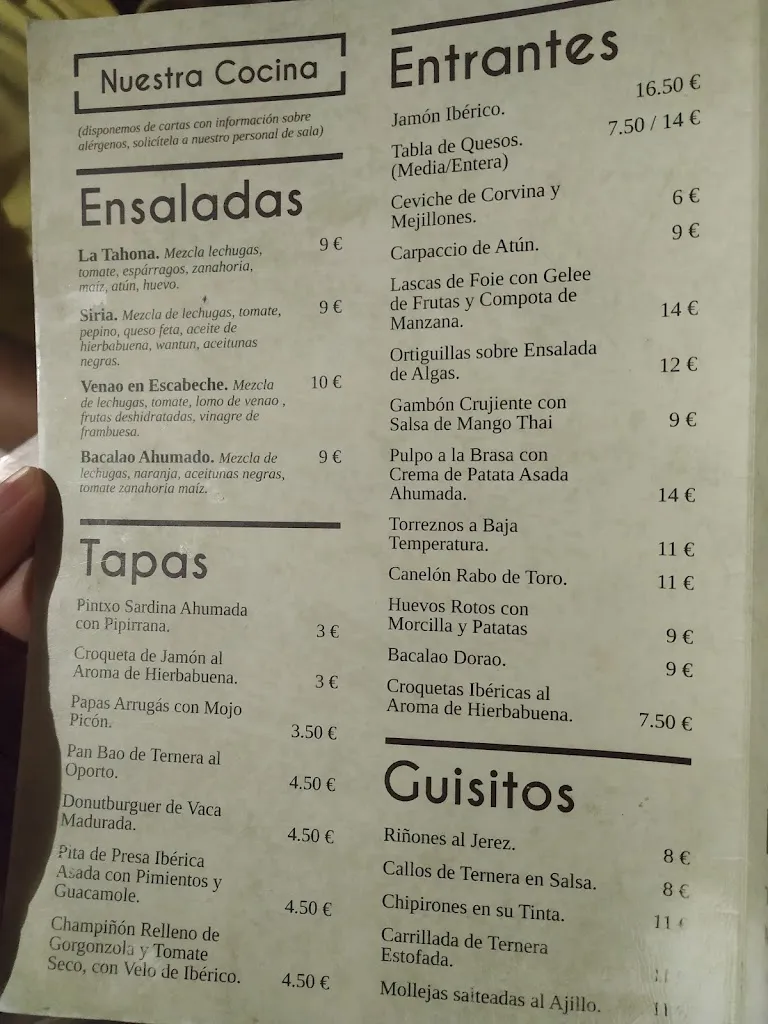 Nuestra Cocina
(disponemos de cartas con información sobre
alérgenos, solicítela a nuestro personal de sala)
Ensaladas
La Tahona. Mezcla lechugas, 9 €
tomate, espárragos, zanahoria,
maíz, atún, huevo.
Siria. Mezcla de lechugas, tomate, 9 €
pepino, queso feta, aceite de
hierbabuena, wantun, aceitunas
negras.
Venao en Escabeche. Mezcla 10 €
de lechugas, tomate, lomo de venao ,
frutas deshidratadas, vinagre de
frambuesa.
Bacalao Ahumado. Mezcla de 9 €
lechugas, naranja, aceitunas negras,
tomate zanahoria maíz.
Tapas
Pintxo Sardina Ahumada
con Pipirrana. 3 €
Croqueta de Jamón al
Aroma de Hierbabuena. 3 €
Papas Arrugás con Mojo
Picón. 3.50 €
Pan Bao de Ternera al
Oporto. 4.50 €
Donutburguer de Vaca
Madurada. 4.50 €
Pita de Presa Ibérica
Asada con Pimientos y
Guacamole. 4.50 €
Champiñón Relleno de
Gorgonzola y Tomate
Seco, con Velo de Ibérico. 4.50 €
Entrantes
Jamón Ibérico. 16.50 €
Tabla de Quesos. 7.50 / 14 €
(Media/Entera)
Ceviche de Corvina y
Mejillones. 6 €
Carpaccio de Atún. 9 €
Lascas de Foie con Gelee
de Frutas y Compota de
Manzana. 14 €
Ortiguillas sobre Ensalada
de Algas. 12 €
Gambón Crujiente con
Salsa de Mango Thai 9 €
Pulpo a la Brasa con
Crema de Patata Asada
Ahumada. 14 €
Torreznos a Baja
Temperatura. 11 €
Canelón Rabo de Toro. 11 €
Huevos Rotos con
Morcilla y Patatas 9 €
Bacalao Dorao. 9 €
Croquetas Ibéricas al
Aroma de Hierbabuena. 7.50 €
Guisitos
Riñones al Jerez. 8 €
Callos de Ternera en Salsa. 8 €
Chipirones en su Tinta. 11 €
Carrillada de Ternera
Estofada.
Mollejas salteadas al Ajillo.